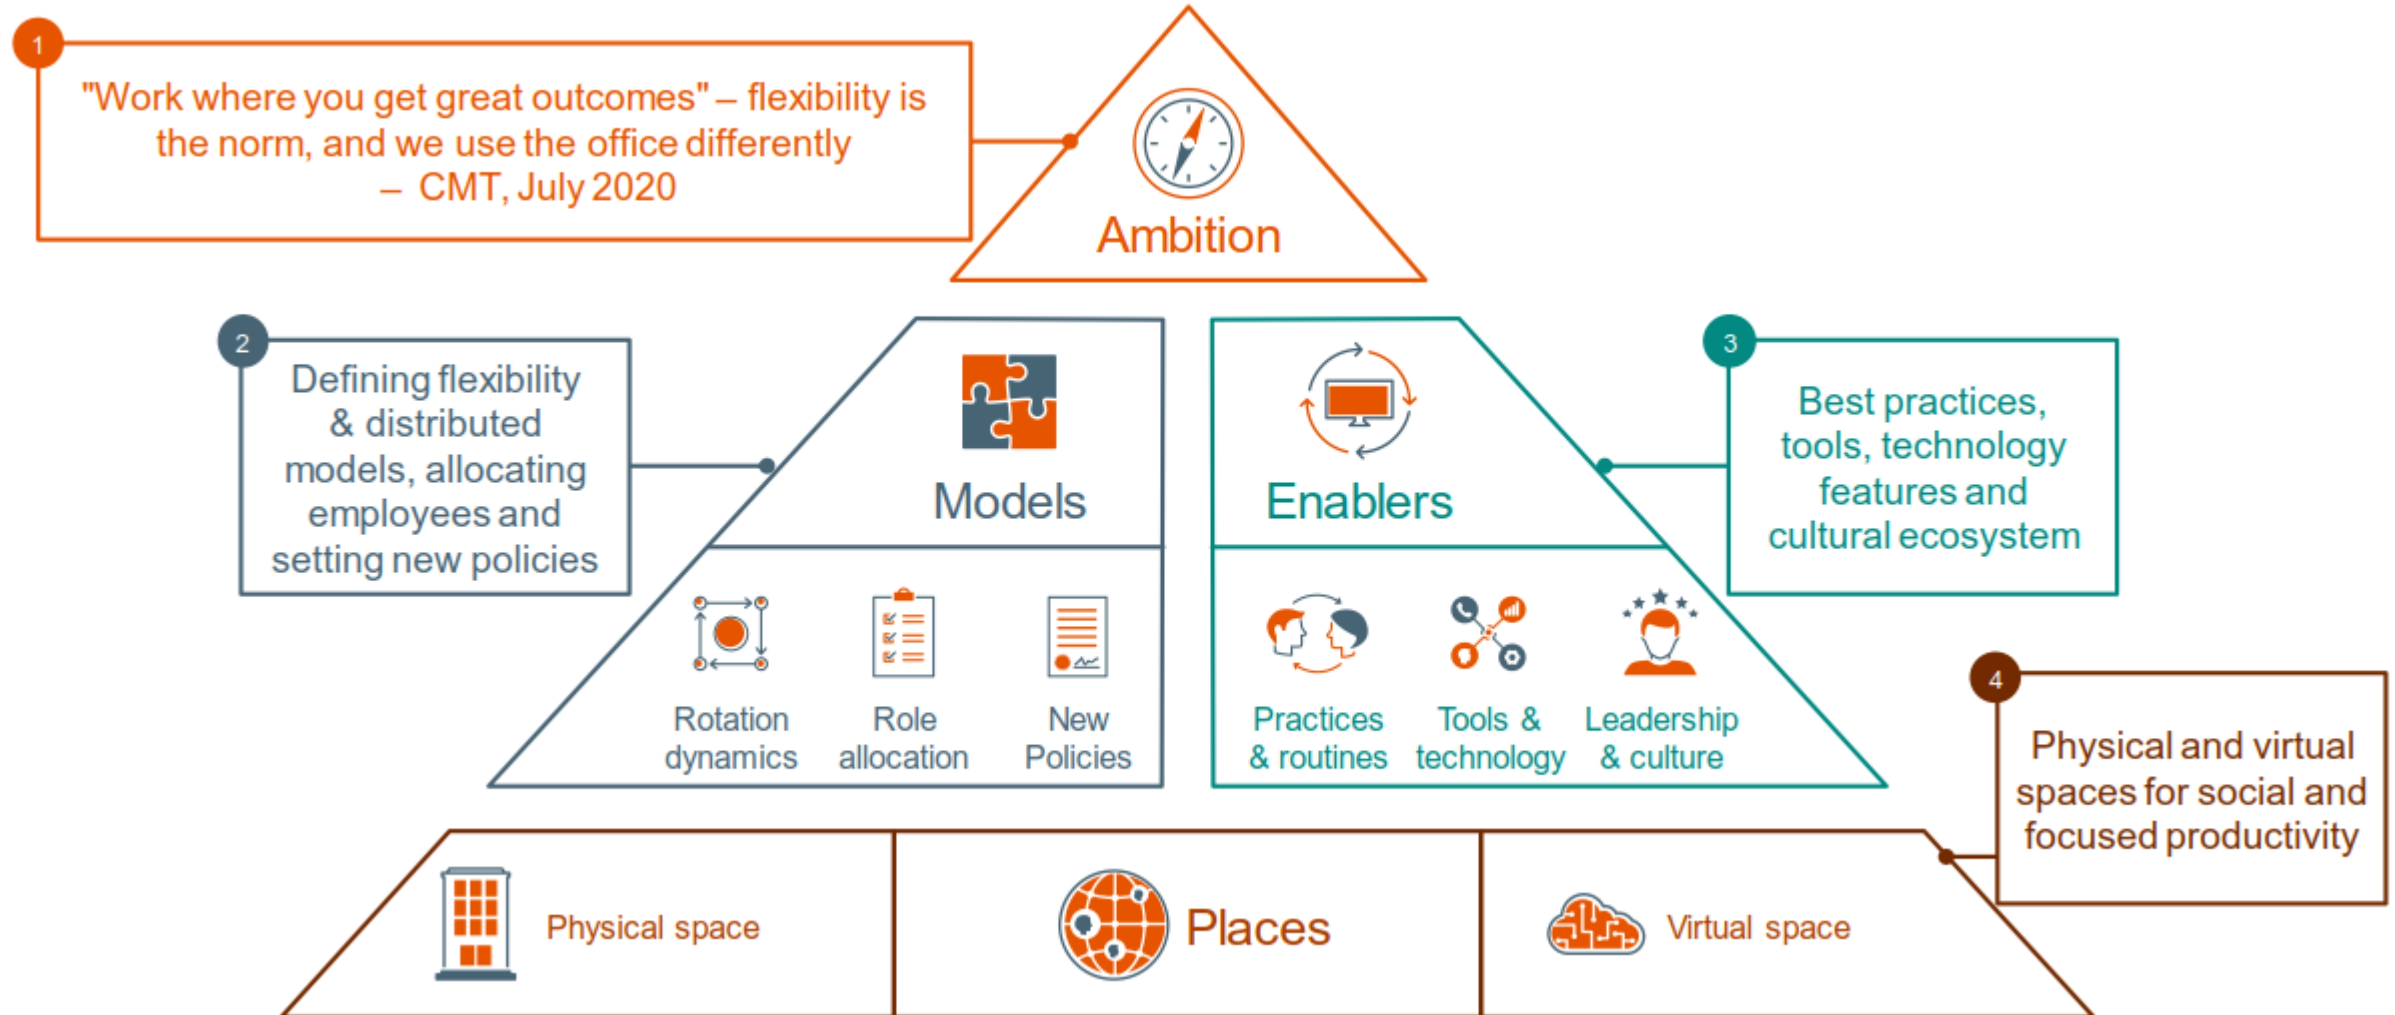 1
"Work where you get great outcomes" – flexibility is
the norm, and we use the office differently
– CMT, July 2020
Ambition
2
Defining flexibility
& distributed
models, allocating
employees and
setting new policies
Models
Rotation
dynamics
Role
allocation
New
Policies
Enablers
Practices
& routines
Tools &
technology
Leadership
& culture
3
Best practices,
tools, technology
features and
cultural ecosystem
4
Physical and virtual
spaces for social and
focused productivity
Physical space
Places
Virtual space